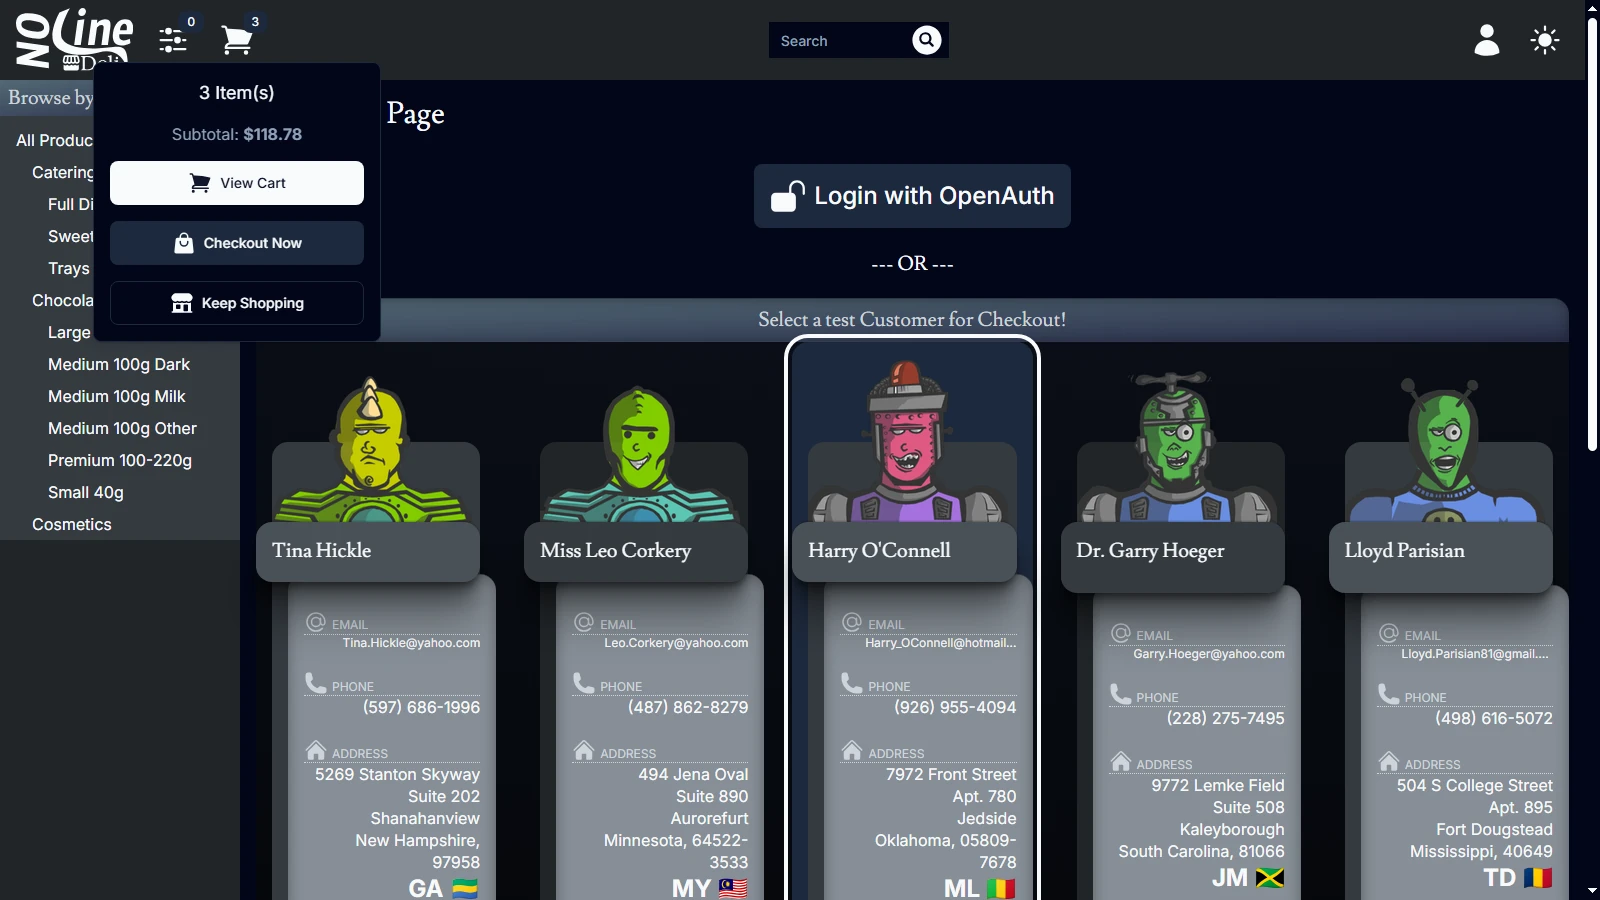 NO Line
Deli
0
3
Search
Browse by
3 Item(s)
Subtotal: $118.78
View Cart
Checkout Now
Keep Shopping
All Produc
Catering
Full Di
Sweet
Trays
Chocola
Large
Medium 100g Dark
Medium 100g Milk
Medium 100g Other
Premium 100-220g
Small 40g
Cosmetics
Page
Login with OpenAuth
--- OR ---
Select a test Customer for Checkout!
Tina Hickle
EMAIL
Tina.Hickle@yahoo.com
PHONE
(597) 686-1996
ADDRESS
5269 Stanton Skyway
Suite 202
Shanahanview
New Hampshire,
97958
GA
Miss Leo Corkery
EMAIL
Leo.Corkery@yahoo.com
PHONE
(487) 862-8279
ADDRESS
494 Jena Oval
Suite 890
Aurorefurt
Minnesota, 64522-
3533
MY
Harry O'Connell
EMAIL
Harry_OConnell@hotmail...
PHONE
(926) 955-4094
ADDRESS
7972 Front Street
Apt. 780
Jedside
Oklahoma, 05809-
7678
ML
Dr. Garry Hoeger
EMAIL
Garry.Hoeger@yahoo.com
PHONE
(228) 275-7495
ADDRESS
9772 Lemke Field
Suite 508
Kaleyborough
South Carolina, 81066
JM
Lloyd Parisian
EMAIL
Lloyd.Parisian81@gmail....
PHONE
(498) 616-5072
ADDRESS
504 S College Street
Apt. 895
Fort Dougstead
Mississippi, 40649
TD